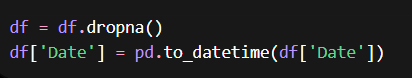 df = df.dropna()
df['Date'] = pd.to_datetime(df['Date'])